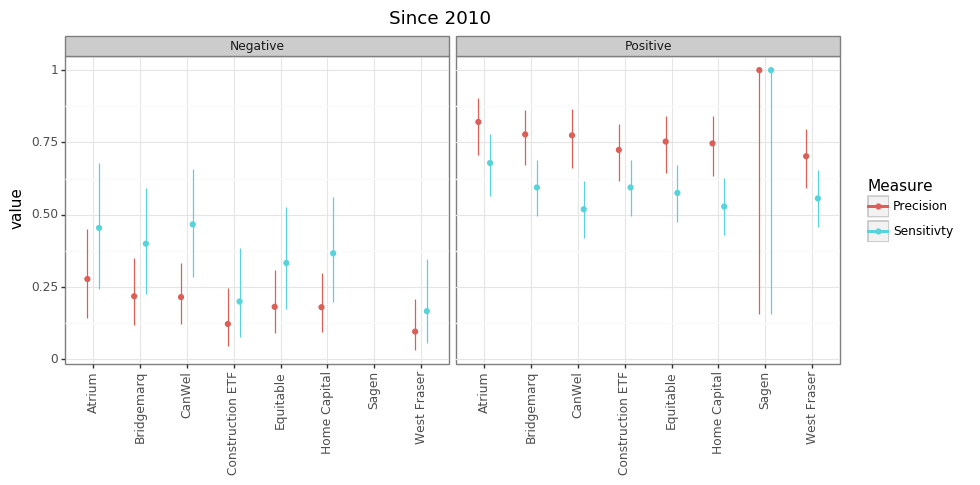 Since 2010
Negative
Positive
1
0.75
0.50
0.25
0
value
Atrium
Bridgemarq
CanWel
Construction ETF
Equitable
Home Capital
Sagen
West Fraser
Atrium
Bridgemarq
CanWel
Construction ETF
Equitable
Home Capital
Sagen
West Fraser
Measure
Precision
Sensitivty